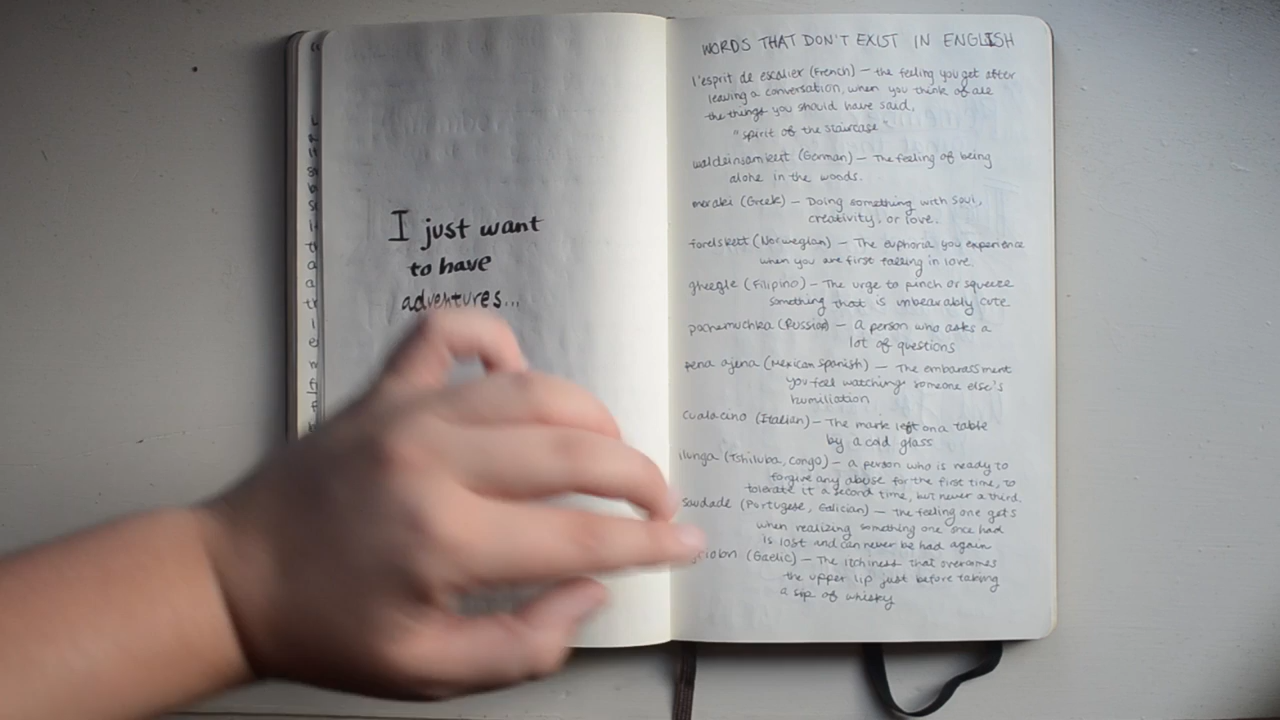 I just want
to have
adventures...
WORDS THAT DON'T EXIST IN ENGLISH
l'esprit de escalier (French) – the feeling you get after
leaving a conversation, when you think of all
the things you should have said.
"spirit of the staircase"
waldeinsamkeit (German) – The feeling of being
alone in the woods.
meraki (Greek) – Doing something with soul,
creativity, or love.
forelskett (Norwegian) – The euphoria you experience
when you are first falling in love.
gheegle (Filipino) – The urge to pinch or squeeze
something that is unbearably cute
pochemuchka (Russian) – a person who asks a
lot of questions
pena ajena (Mexican Spanish) – The embarassment
you feel watching someone else's
humiliation
cualacino (Italian) – The mark left on a table
by a cold glass
ilunga (Tshiluba, Congo) – a person who is ready to
forgive any abuse for the first time, to
tolerate it a second time, but never a third.
saudade (Portugese, Galician) – the feeling one gets
when realizing something one once had
is lost and can never be had again
(Gaelic) – The itchiness that overcomes
the upper lip just before taking
a sip of whisky